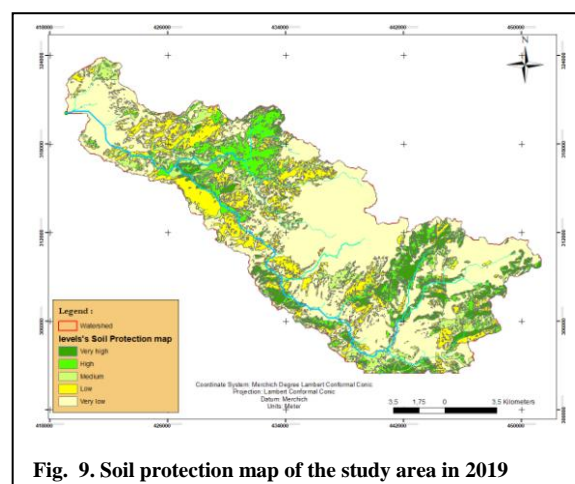 418000 426000 434000 442000 450000
N
Legend :
Watershed
levels's Soil Protection map
Very high
High
Medium
Low
Very low
Coordinate System: Merchich Degree Lambert Conformal Conic
Projection: Lambert Conformal Conic
Datum: Merchich
Units: Meter
3.5 1.75 0 3.5 Kilometers
Fig. 9. Soil protection map of the study area in 2019